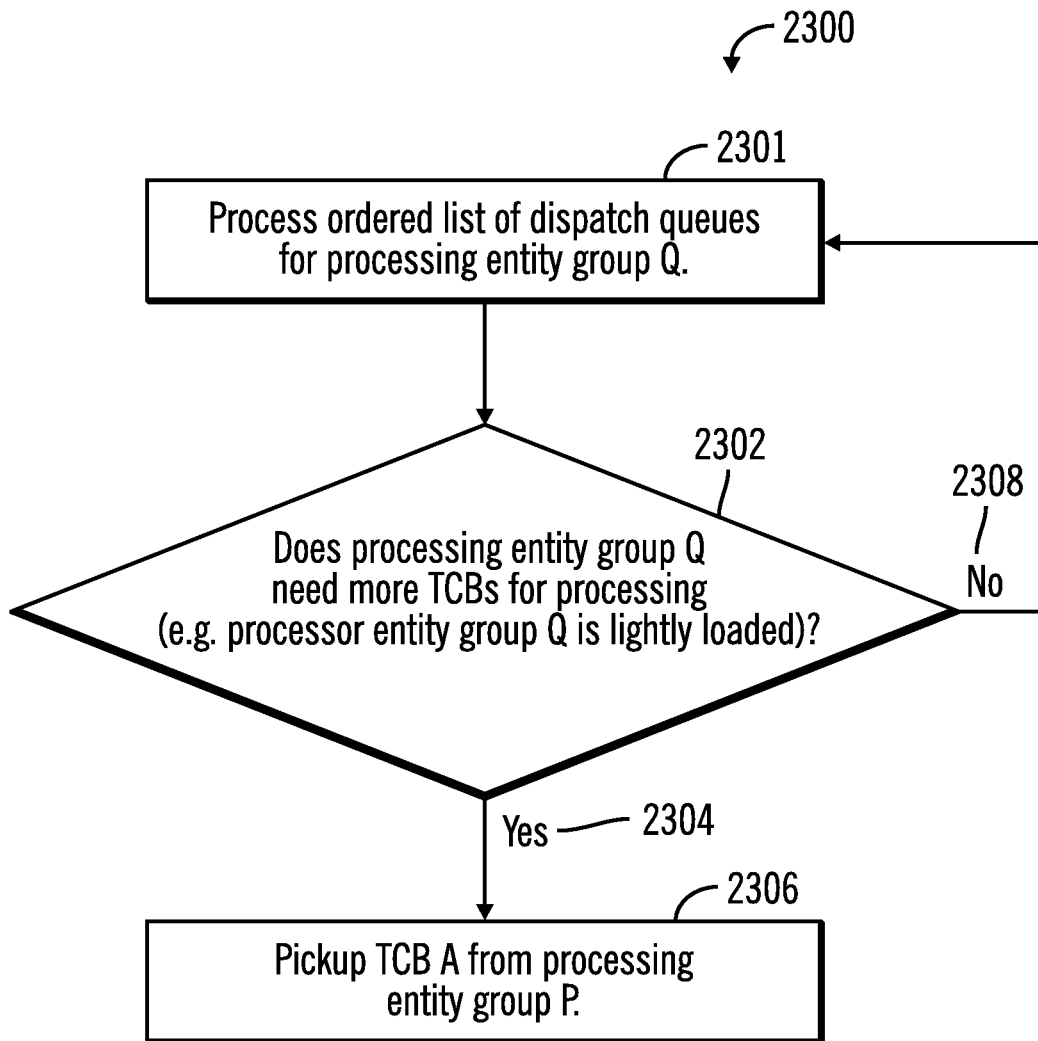 2300
2301
Process ordered list of dispatch queues
for processing entity group Q.
2302
2308
Does processing entity group Q
need more TCBs for processing
(e.g. processor entity group Q is lightly loaded)?
No
Yes
2304
2306
Pickup TCB A from processing
entity group P.